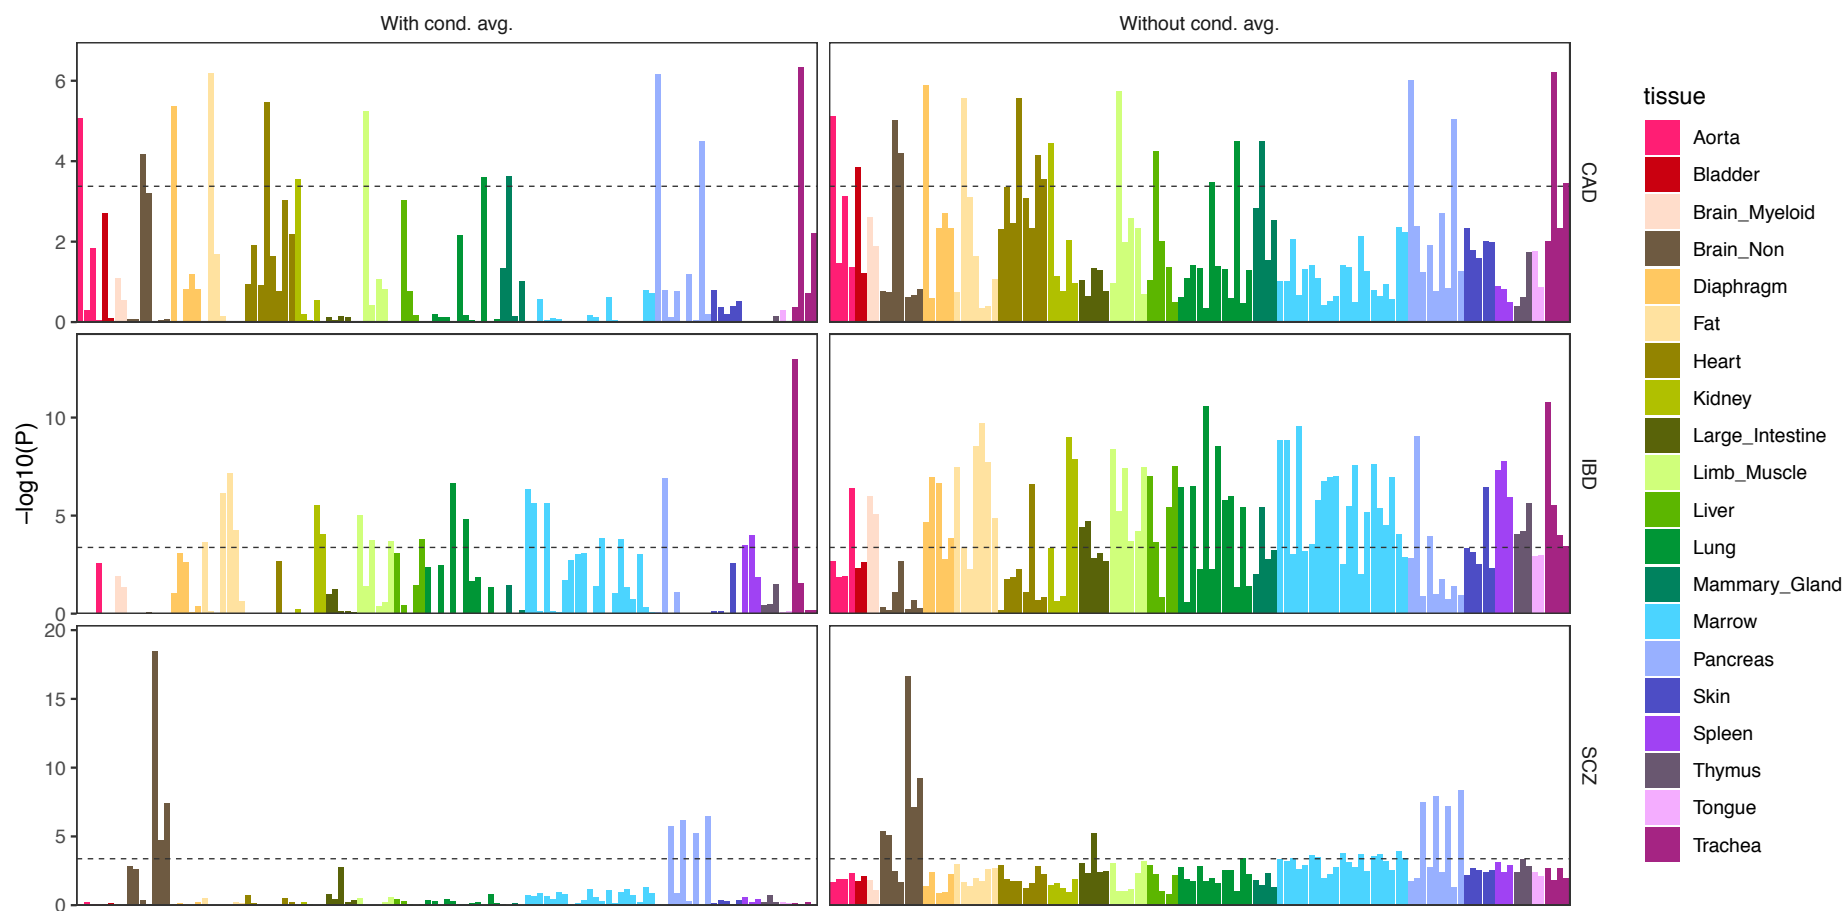 With cond. avg.
Without cond. avg.
−log10(P)
6
4
2
0
CAD
10
5
0
IBD
20
15
10
5
0
SCZ
tissue
Aorta
Bladder
Brain_Myeloid
Brain_Non
Diaphragm
Fat
Heart
Kidney
Large_Intestine
Limb_Muscle
Liver
Lung
Mammary_Gland
Marrow
Pancreas
Skin
Spleen
Thymus
Tongue
Trachea